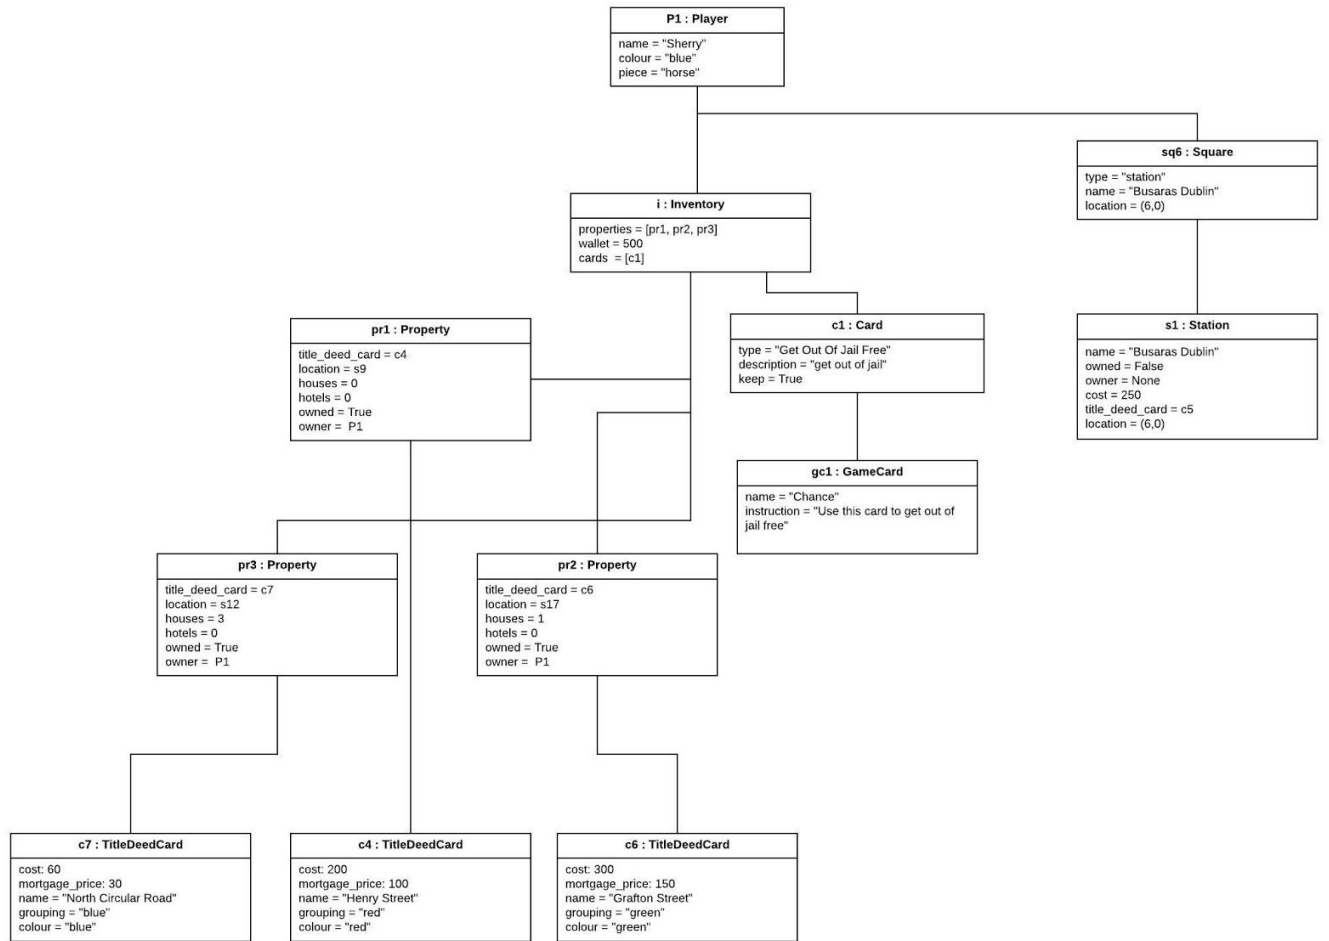 P1 : Player
name = "Sherry"
colour = "blue"
piece = "horse"
sq6 : Square
type = "station"
name = "Busaras Dublin"
location = (6,0)
i : Inventory
properties = [pr1, pr2, pr3]
wallet = 500
cards  = [c1]
pr1 : Property
title_deed_card = c4
location = s9
houses = 0
hotels = 0
owned = True
owner =  P1
c1 : Card
type = "Get Out Of Jail Free"
description = "get out of jail"
keep = True
s1 : Station
name = "Busaras Dublin"
owned = False
owner = None
cost = 250
title_deed_card = c5
location = (6,0)
gc1 : GameCard
name = "Chance"
instruction = "Use this card to get out of
jail free"
pr3 : Property
title_deed_card = c7
location = s12
houses = 3
hotels = 0
owned = True
owner =  P1
pr2 : Property
title_deed_card = c6
location = s17
houses = 1
hotels = 0
owned = True
owner =  P1
c7 : TitleDeedCard
cost: 60
mortgage_price: 30
name = "North Circular Road"
grouping = "blue"
colour = "blue"
c4 : TitleDeedCard
cost: 200
mortgage_price: 100
name = "Henry Street"
grouping = "red"
colour = "red"
c6 : TitleDeedCard
cost: 300
mortgage_price: 150
name = "Grafton Street"
grouping = "green"
colour = "green"